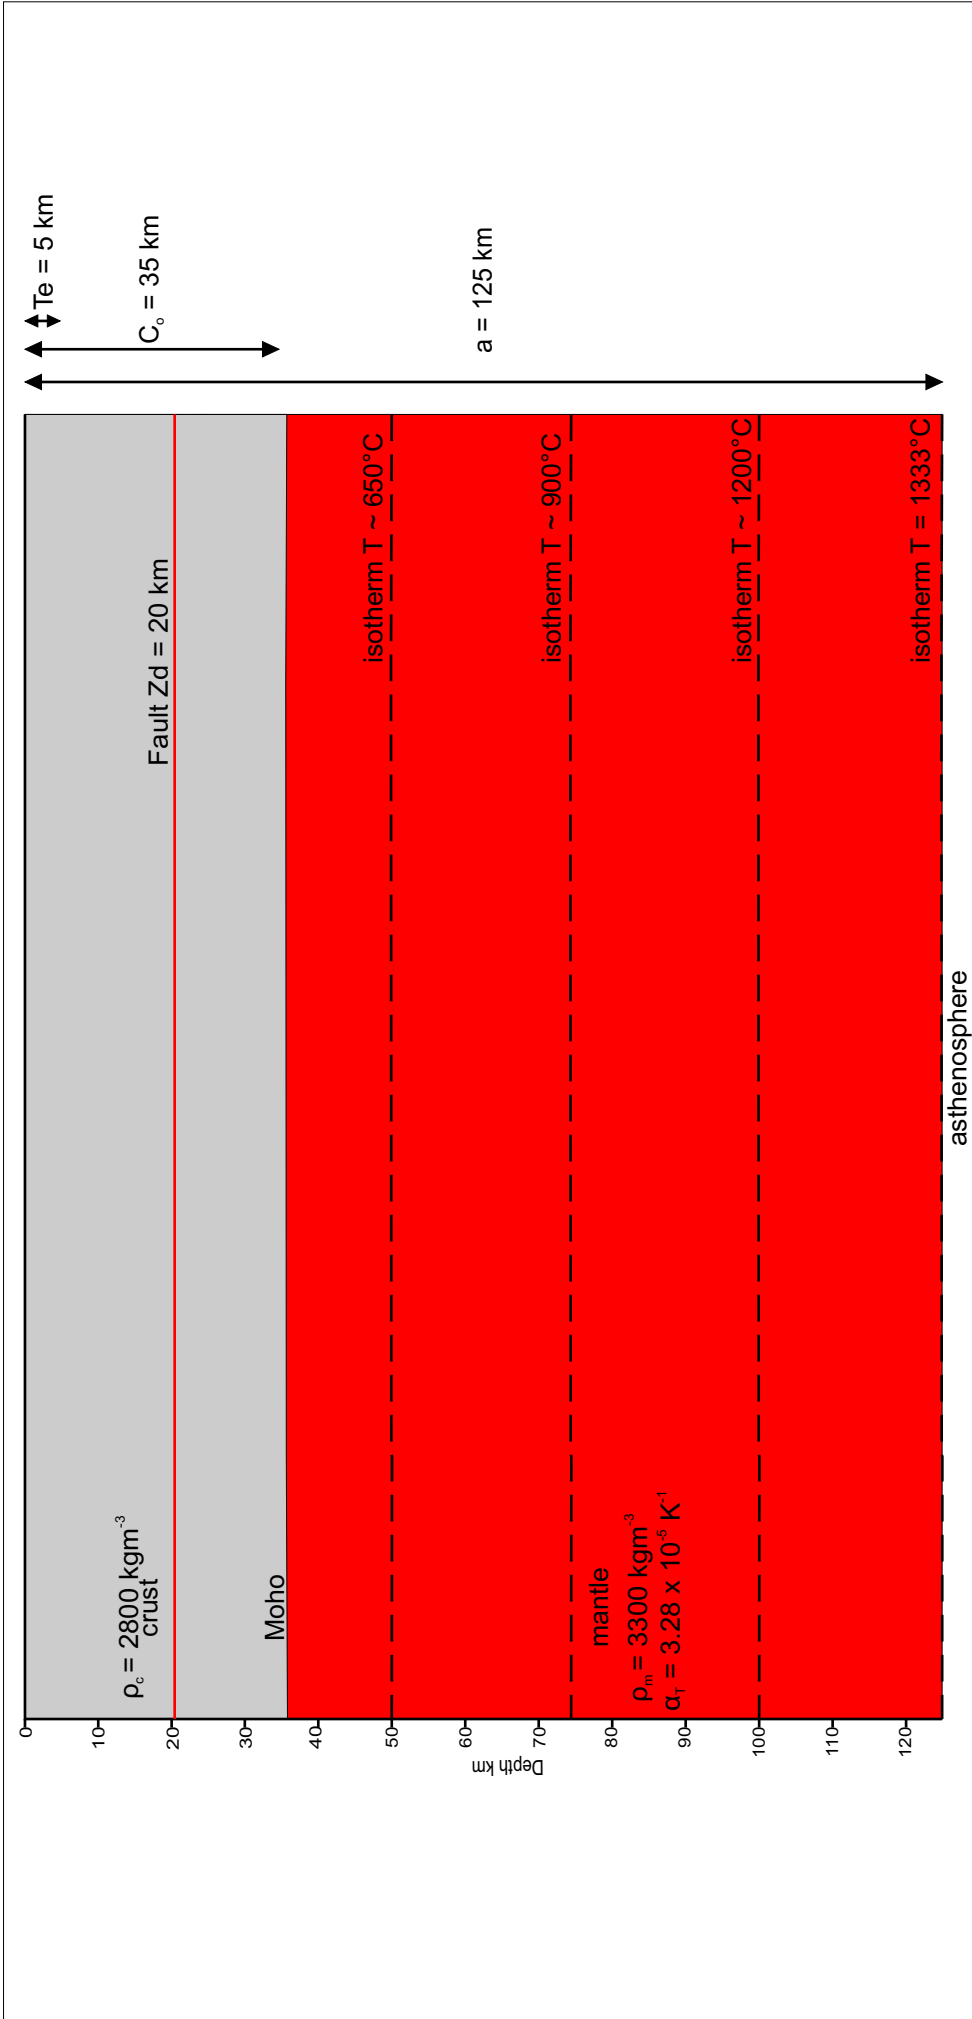 Te = 5 km
Cₒ = 35 km
a = 125 km
Fault Zd = 20 km
ρc = 2800 kgm⁻³
crust
Moho
isotherm T ~ 650°C
isotherm T ~ 900°C
mantle
ρm = 3300 kgm⁻³
αT = 3.28 x 10⁻⁵ K⁻¹
isotherm T ~ 1200°C
isotherm T = 1333°C
asthenosphere
0
10
20
30
40
50
60
70
80
90
100
110
120
Depth km